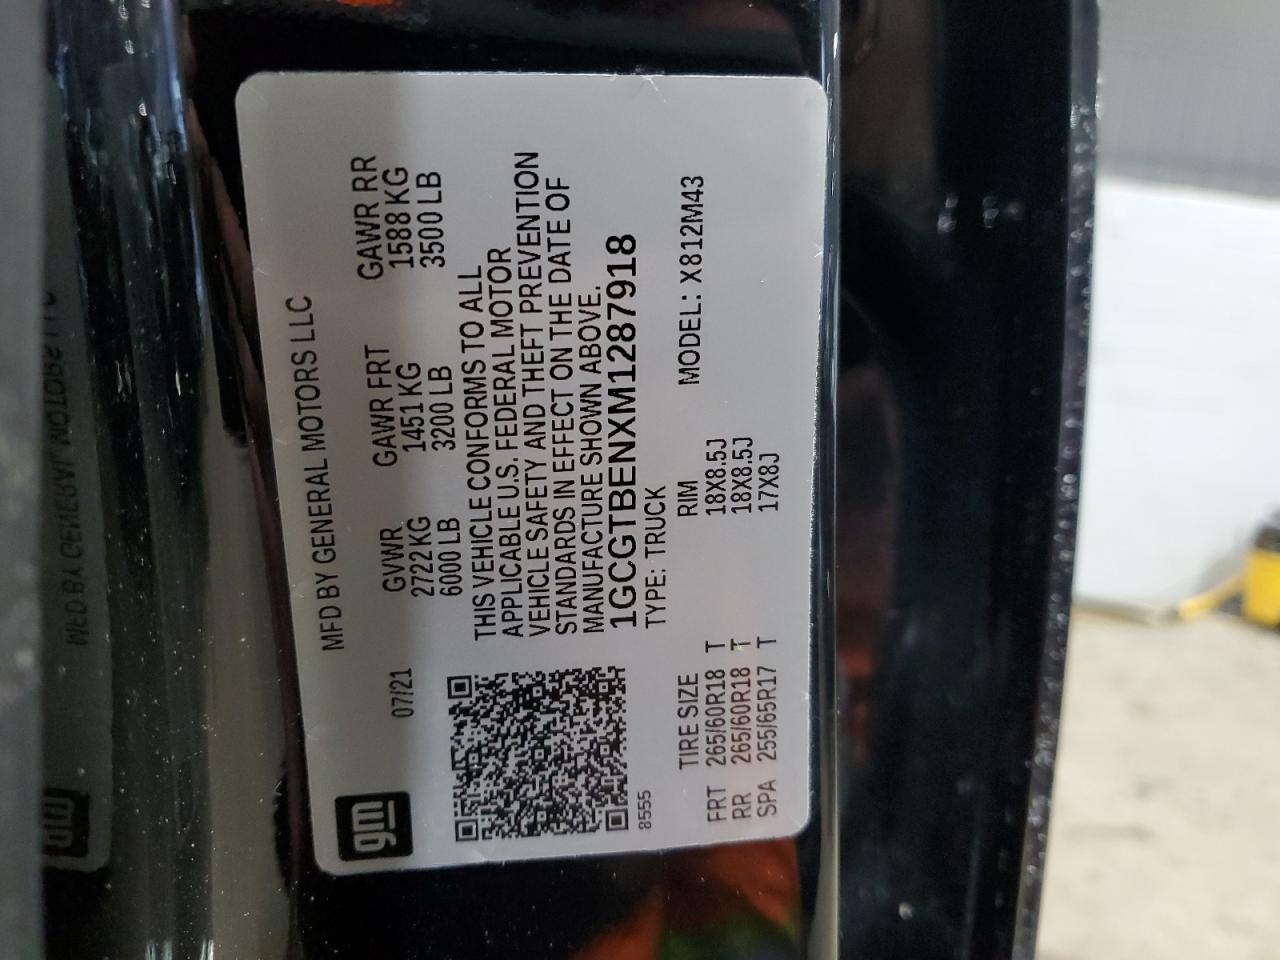 gm
MFD BY GENERAL MOTORS LLC
07/21
GVWR GAWR FRT GAWR RR
2722 KG 1451 KG 1588 KG
6000 LB 3200 LB 3500 LB
THIS VEHICLE CONFORMS TO ALL
APPLICABLE U.S. FEDERAL MOTOR
VEHICLE SAFETY AND THEFT PREVENTION
STANDARDS IN EFFECT ON THE DATE OF
MANUFACTURE SHOWN ABOVE.
1GCGTBENXM1287918
8555 TYPE: TRUCK
TIRE SIZE RIM MODEL: X812M43
FRT 265/60R18 T 18X8.5J
RR 265/60R18 T 18X8.5J
SPA 255/65R17 T 17X8J